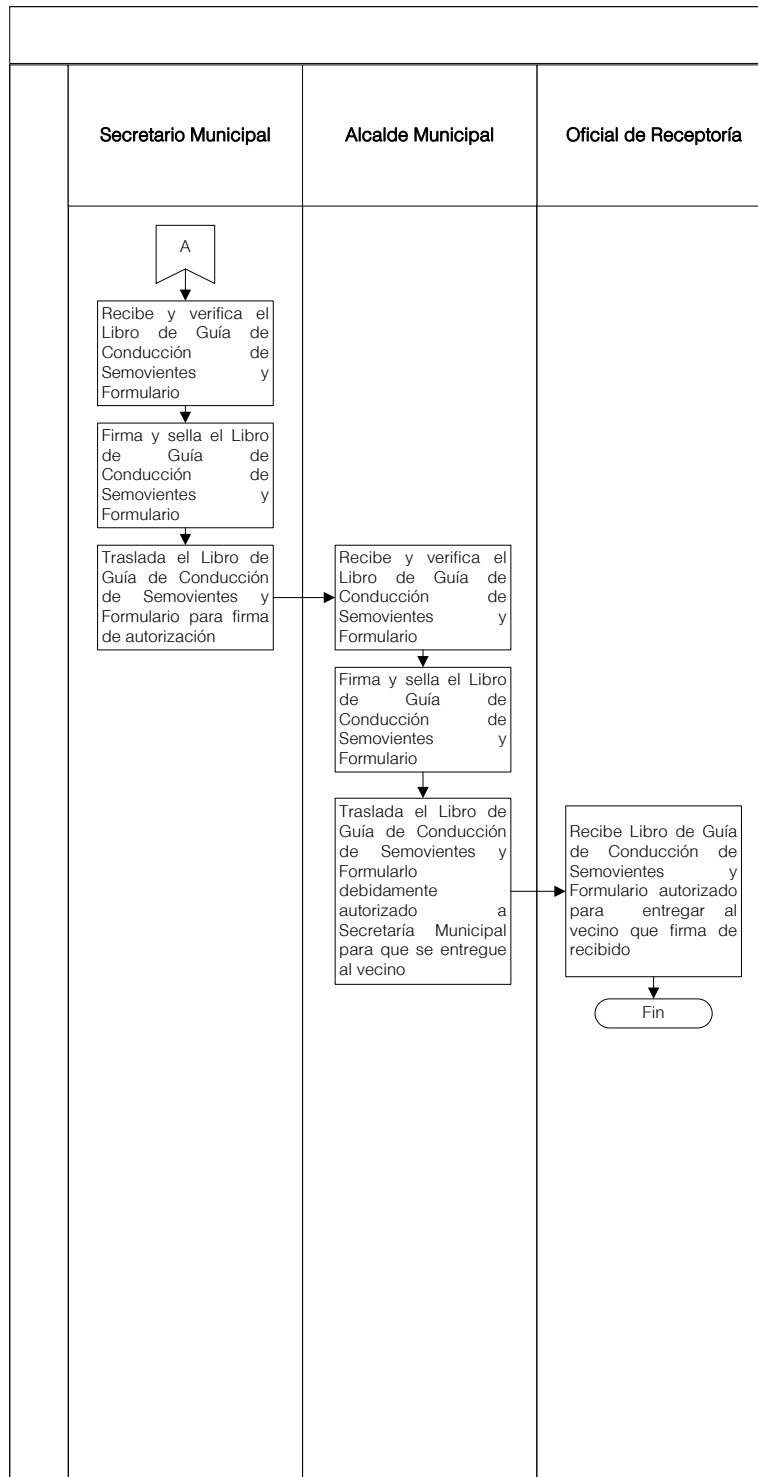 Secretario Municipal
Alcalde Municipal
Oficial de Receptoría
A
Recibe y verifica el
Libro de Guía de
Conducción de
Semovientes y
Formulario
Firma y sella el Libro
de Guía de
Conducción de
Semovientes y
Formulario
Traslada el Libro de
Guía de Conducción
de Semovientes y
Formulario para firma
de autorización
Recibe y verifica el
Libro de Guía de
Conducción de
Semovientes y
Formulario
Firma y sella el Libro
de Guía de
Conducción de
Semovientes y
Formulario
Traslada el Libro de
Guía de Conducción
de Semovientes y
Formularlo
debidamente
autorizado a
Secretaría Municipal
para que se entregue
al vecino
Recibe Libro de Guía
de Conducción de
Semovientes y
Formulario autorizado
para entregar al
vecino que firma de
recibido
Fin